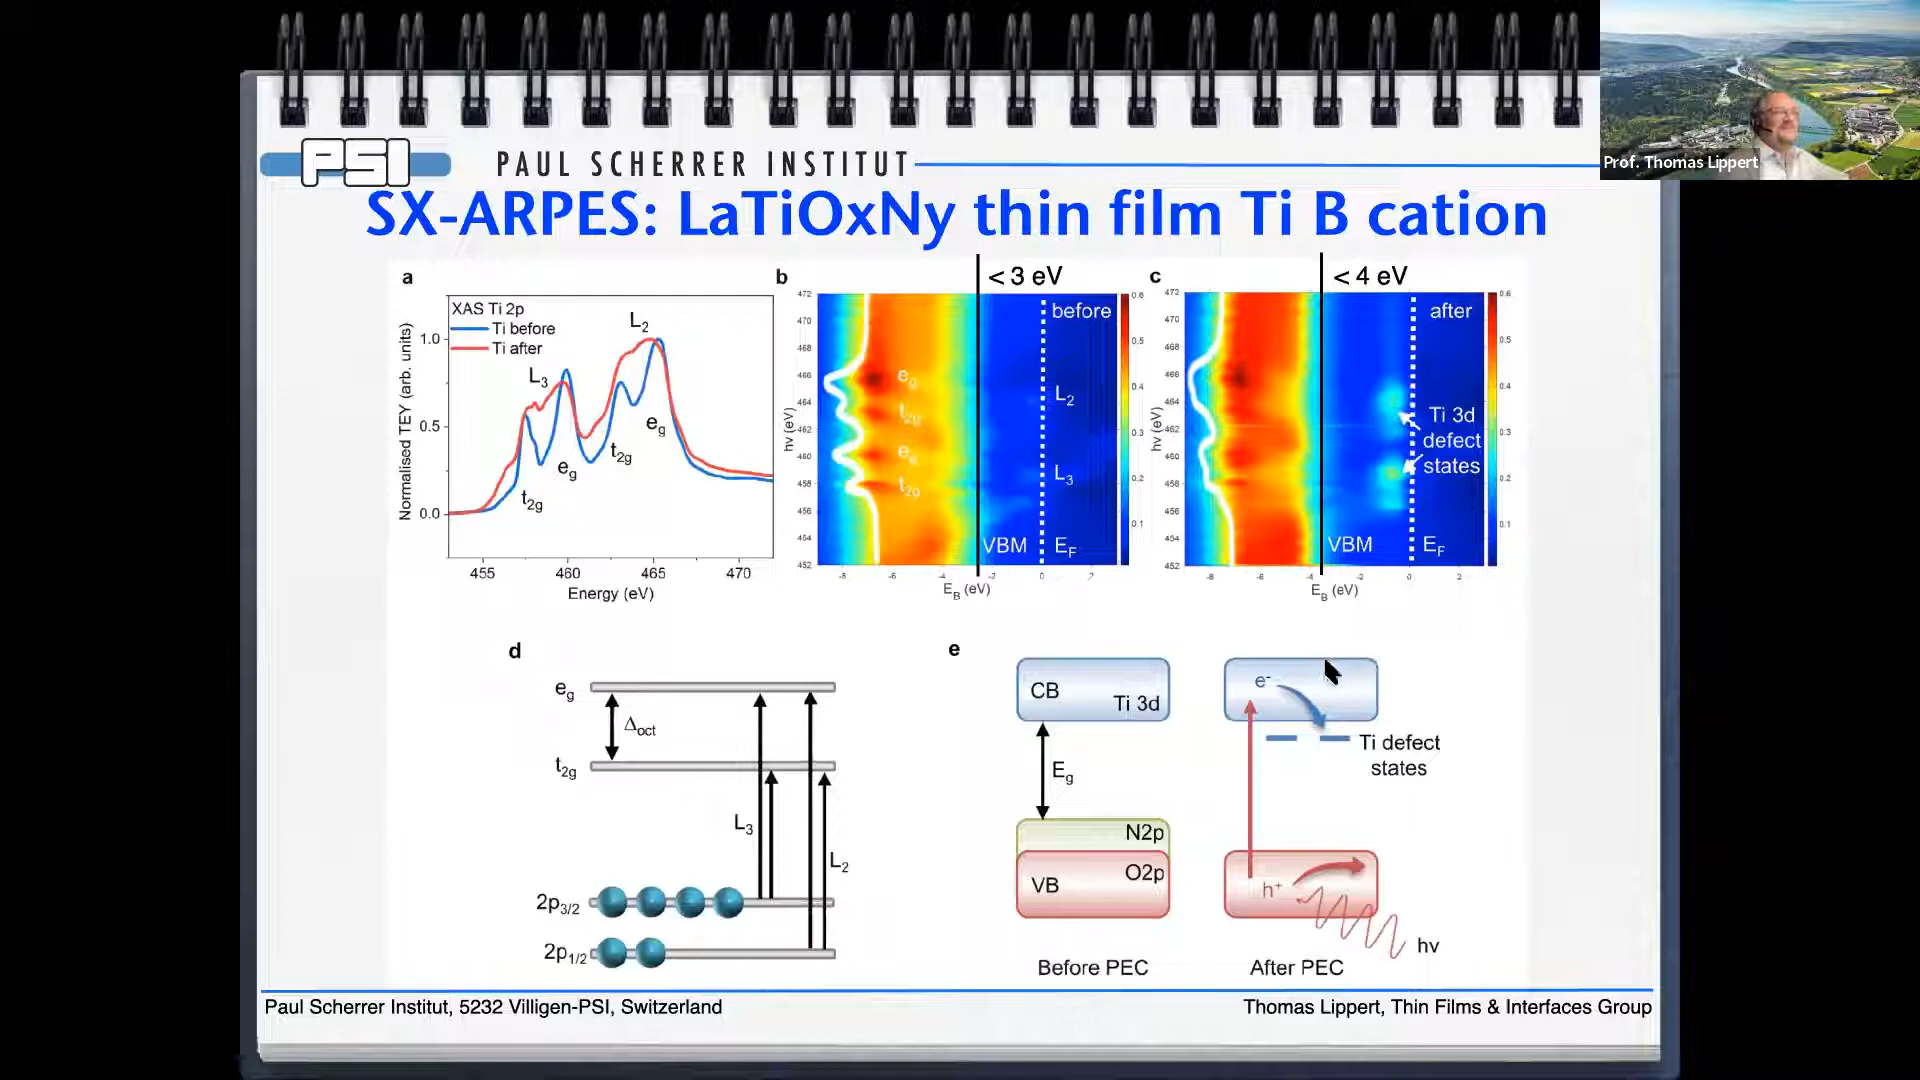 PSI
PAUL SCHERRER INSTITUT
Prof. Thomas Lippert
SX-ARPES: LaTiOxNy thin film Ti B cation
a
XAS Ti 2p
Ti before
Ti after
L3
L2
t2g
eg
t2g
eg
Normalised TEY (arb. units)
1.0
0.5
0.0
455
460
465
470
Energy (eV)
b
< 3 eV
before
472
470
468
466
464
462
460
458
456
454
452
hv (eV)
eg
t2g
eg
t2g
L2
L3
VBM
EF
-8
-6
-4
-2
0
2
EB (eV)
0.6
0.5
0.4
0.3
0.2
0.1
c
< 4 eV
after
472
470
468
466
464
462
460
458
456
454
452
hv (eV)
Ti 3d
defect
states
VBM
EF
-8
-6
-4
-2
0
2
EB (eV)
0.6
0.5
0.4
0.3
0.2
0.1
d
eg
Δoct
t2g
L3
L2
2p3/2
2p1/2
e
CB
Ti 3d
Eg
N2p
O2p
VB
Before PEC
e-
Ti defect
states
h+
hv
After PEC
Paul Scherrer Institut, 5232 Villigen-PSI, Switzerland
Thomas Lippert, Thin Films & Interfaces Group